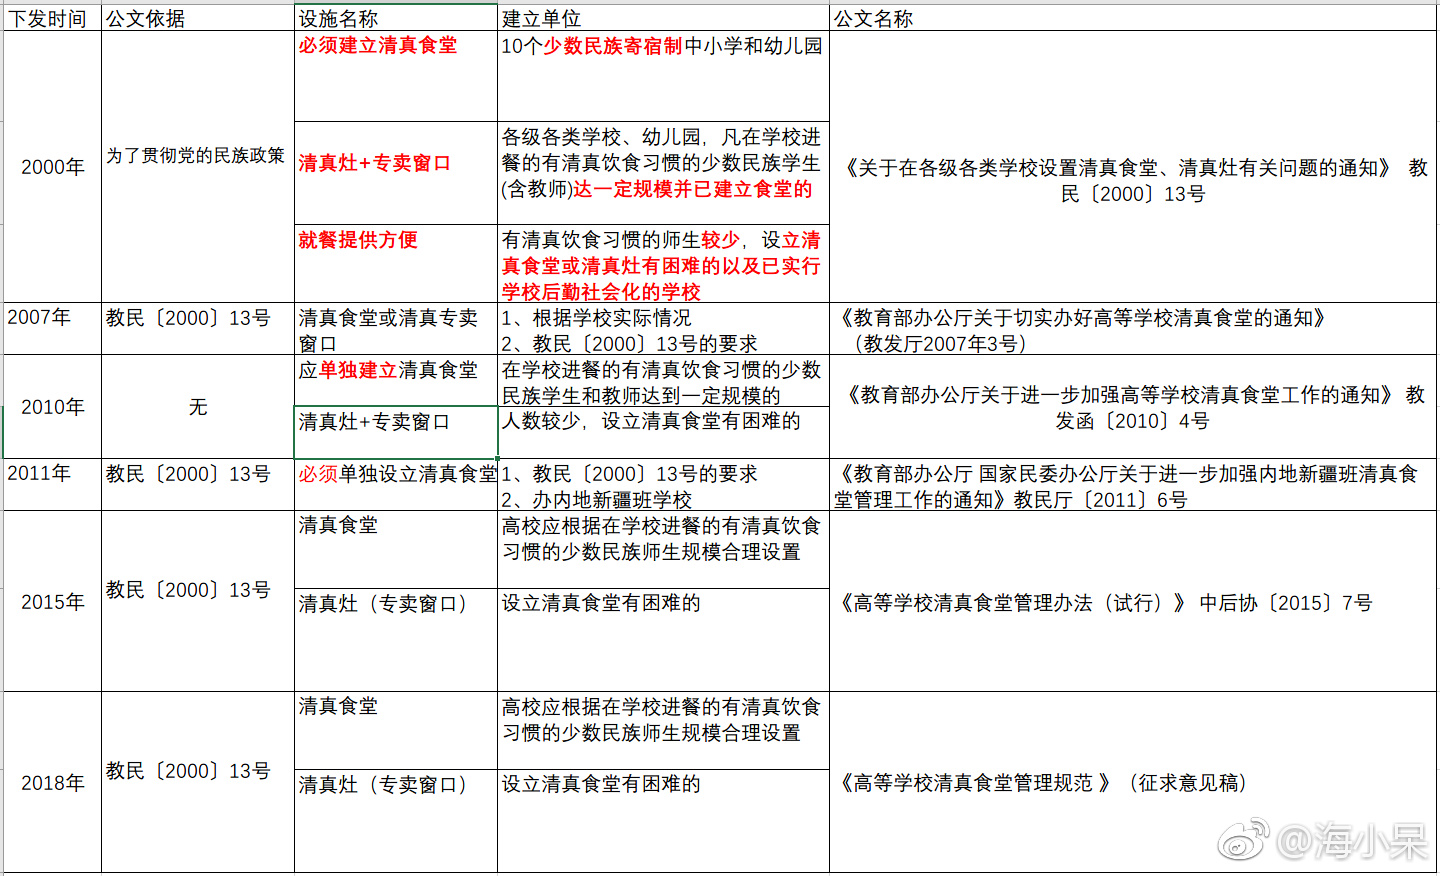 下发时间 公文依据 设施名称 建立单位 公文名称
2000年
为了贯彻党的民族政策
必须建立清真食堂
10个少数民族寄宿制中小学和幼儿园
清真灶+专卖窗口
各级各类学校、幼儿园，凡在学校进
餐的有清真饮食习惯的少数民族学生
(含教师)达一定规模并已建立食堂的
就餐提供方便
有清真饮食习惯的师生较少，设立清
真食堂或清真灶有困难的以及已实行
学校后勤社会化的学校
《关于在各级各类学校设置清真食堂、清真灶有关问题的通知》 教
民〔2000〕13号
2007年
教民〔2000〕13号
清真食堂或清真专卖
窗口
1、根据学校实际情况
2、教民〔2000〕13号的要求
《教育部办公厅关于切实办好高等学校清真食堂的通知》
（教发厅2007年3号）
2010年
无
应单独建立清真食堂
在学校进餐的有清真饮食习惯的少数
民族学生和教师达到一定规模的
清真灶+专卖窗口
人数较少，设立清真食堂有困难的
《教育部办公厅关于进一步加强高等学校清真食堂工作的通知》 教
发函〔2010〕4号
2011年
教民〔2000〕13号
必须单独设立清真食堂
1、教民〔2000〕13号的要求
2、办内地新疆班学校
《教育部办公厅 国家民委办公厅关于进一步加强内地新疆班清真食
堂管理工作的通知》教民厅〔2011〕6号
2015年
教民〔2000〕13号
清真食堂
高校应根据在学校进餐的有清真饮食
习惯的少数民族师生规模合理设置
清真灶（专卖窗口）
设立清真食堂有困难的
《高等学校清真食堂管理办法（试行）》 中后协〔2015〕7号
2018年
教民〔2000〕13号
清真食堂
高校应根据在学校进餐的有清真饮食
习惯的少数民族师生规模合理设置
清真灶（专卖窗口）
设立清真食堂有困难的
《高等学校清真食堂管理规范 》（征求意见稿）
@海小呆